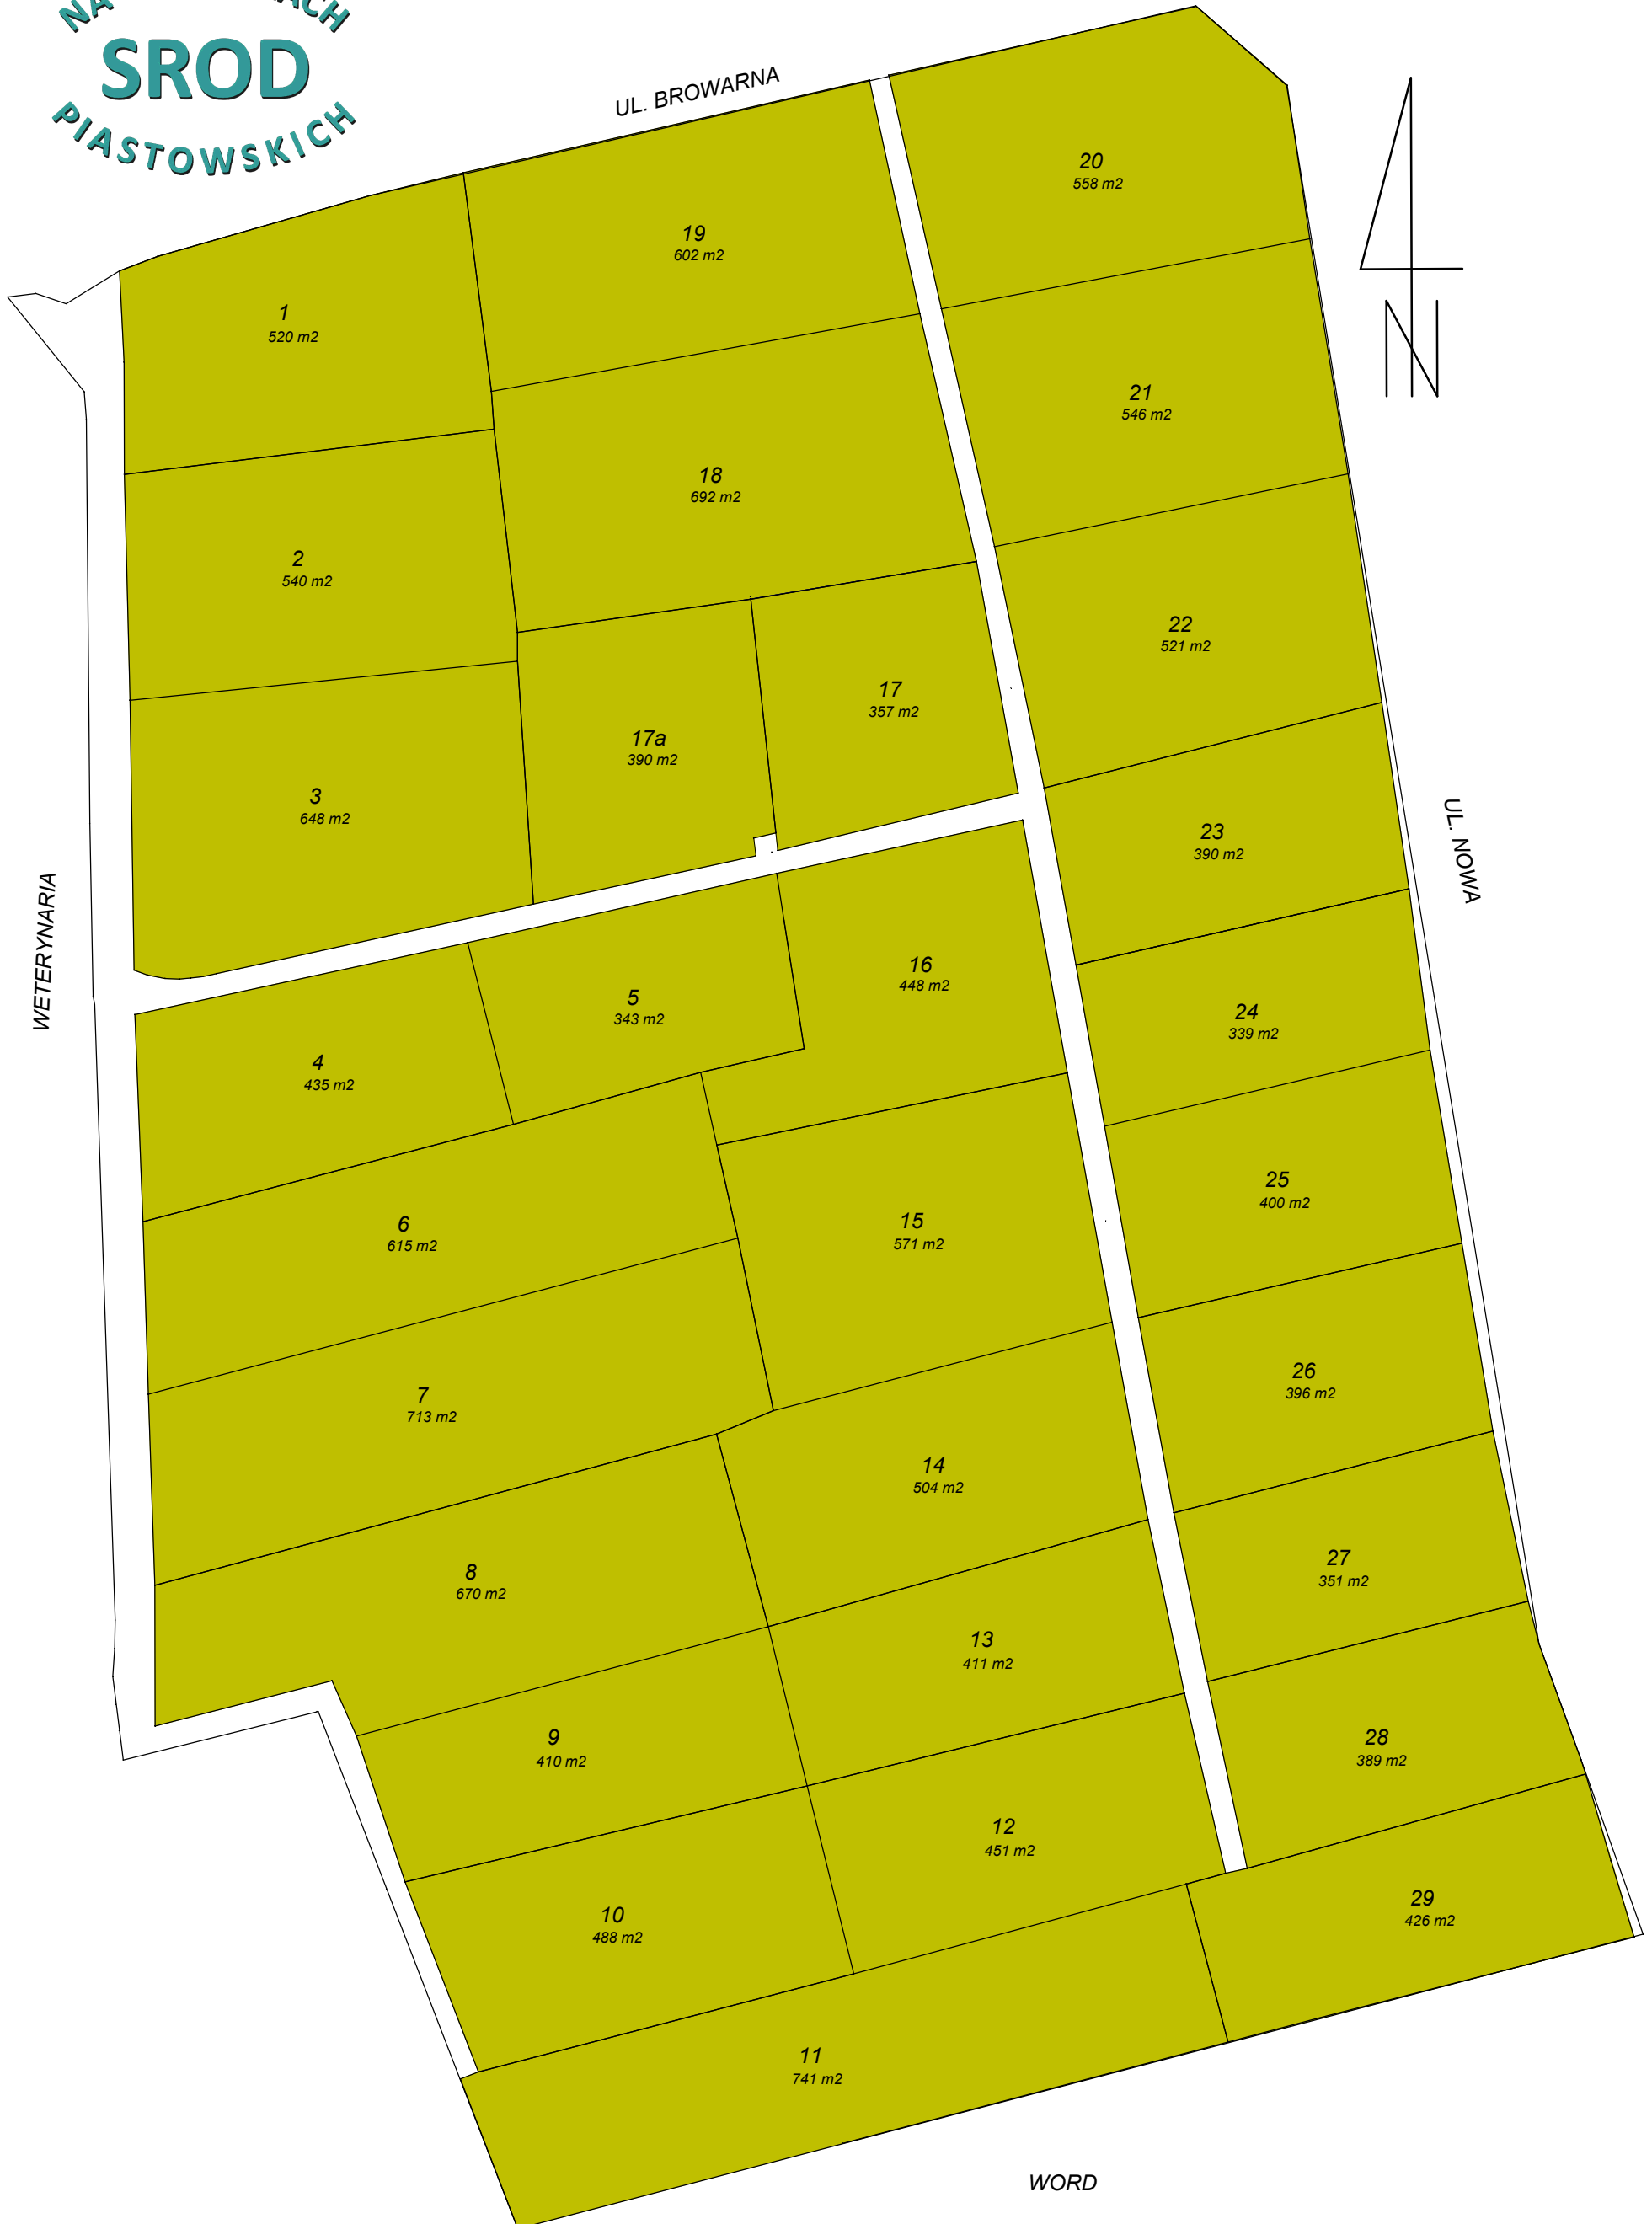 SROD
PIASTOWSKICH
UL. BROWARNA
20
558 m2
19
602 m2
1
520 m2
21
546 m2
18
692 m2
2
540 m2
22
521 m2
17
357 m2
17a
390 m2
3
648 m2
23
390 m2
UL. NOWA
WETERYNARIA
16
448 m2
5
343 m2
24
339 m2
4
435 m2
25
400 m2
15
571 m2
6
615 m2
26
396 m2
7
713 m2
14
504 m2
27
351 m2
8
670 m2
13
411 m2
9
410 m2
28
389 m2
12
451 m2
29
426 m2
10
488 m2
11
741 m2
WORD
N